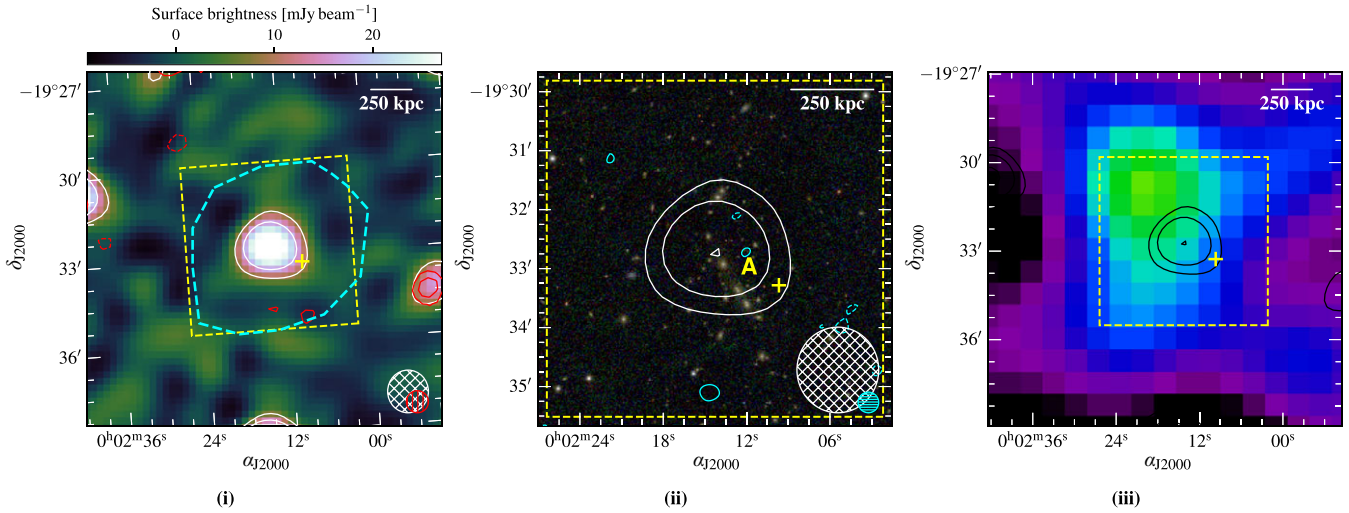 Surface brightness [mJy beam⁻¹]
0 10 20
250 kpc
−19°27′
30′
33′
36′
δJ2000
0ʰ02ᵐ36ˢ 24ˢ 12ˢ 00ˢ
αJ2000
(i)
250 kpc
A
−19°30′
31′
32′
33′
34′
35′
δJ2000
0ʰ02ᵐ24ˢ 18ˢ 12ˢ 06ˢ
αJ2000
(ii)
250 kpc
−19°27′
30′
33′
36′
δJ2000
0ʰ02ᵐ36ˢ 24ˢ 12ˢ 00ˢ
αJ2000
(iii)